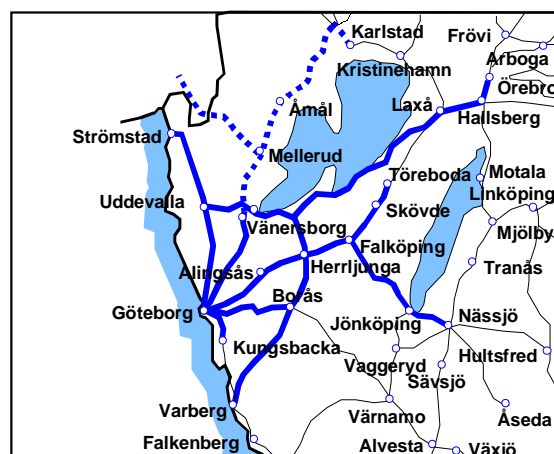 Karlstad
Frövi
Arboga
Kristinehamn
Örebro
Åmål
Laxå
Hallsberg
Strömstad
Mellerud
Töreboda
Motala
Linköping
Uddevalla
Skövde
Vänersborg
Mjölby
Falköping
Alingsås
Herrljunga
Tranås
Borås
Göteborg
Jönköping
Nässjö
Kungsbacka
Vaggeryd
Hultsfred
Sävsjö
Varberg
Värnamo
Åseda
Falkenberg
Alvesta
Växjö